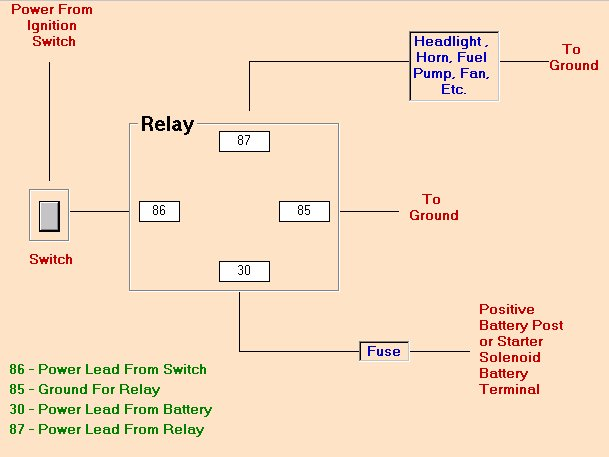 Power From
Ignition
Switch
Headlight ,
Horn, Fuel
Pump, Fan,
Etc.
To
Ground
Relay
87
86
85
30
To
Ground
Switch
Fuse
Positive
Battery Post
or Starter
Solenoid
Battery
Terminal
86 - Power Lead From Switch
85 - Ground For Relay
30 - Power Lead From Battery
87 - Power Lead From Relay